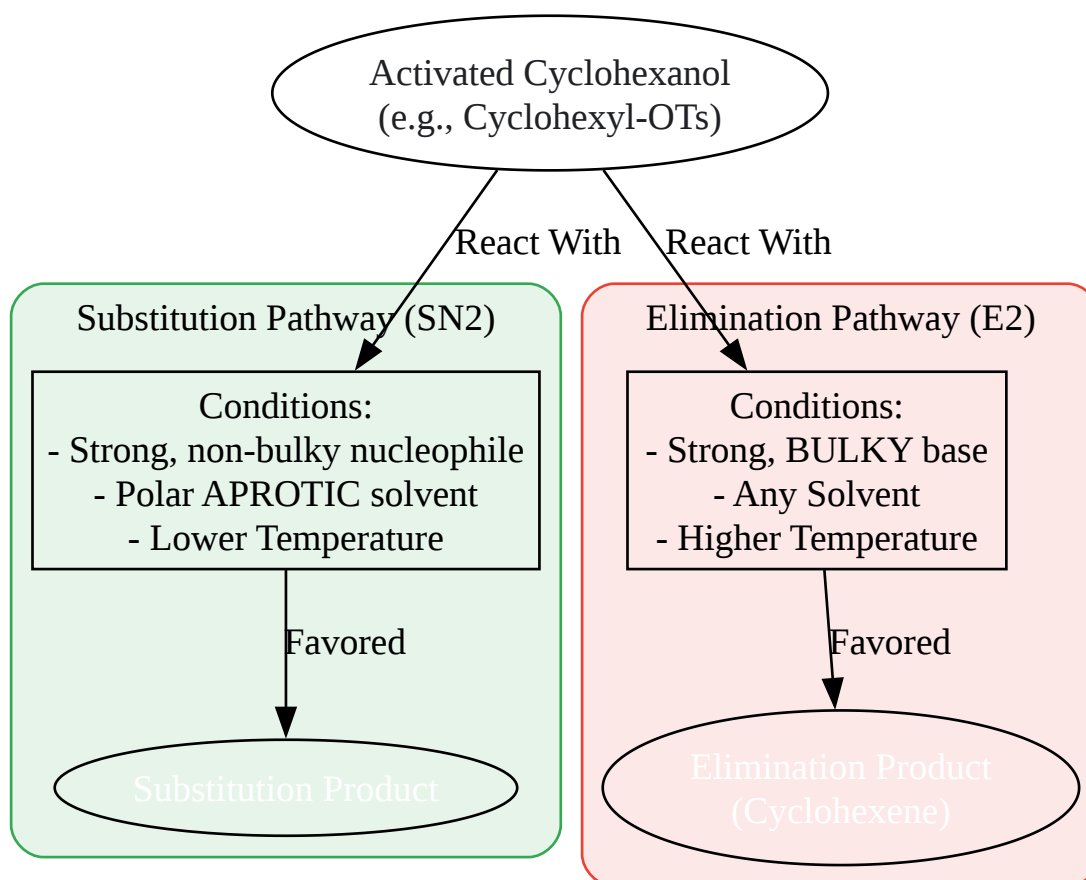 Activated Cyclohexanol
(e.g., Cyclohexyl-OTs)
React With
React With
Substitution Pathway (SN2)
Conditions:
- Strong, non-bulky nucleophile
- Polar APROTIC solvent
- Lower Temperature
Favored
Substitution Product
Elimination Pathway (E2)
Conditions:
- Strong, BULKY base
- Any Solvent
- Higher Temperature
Favored
Elimination Product
(Cyclohexene)